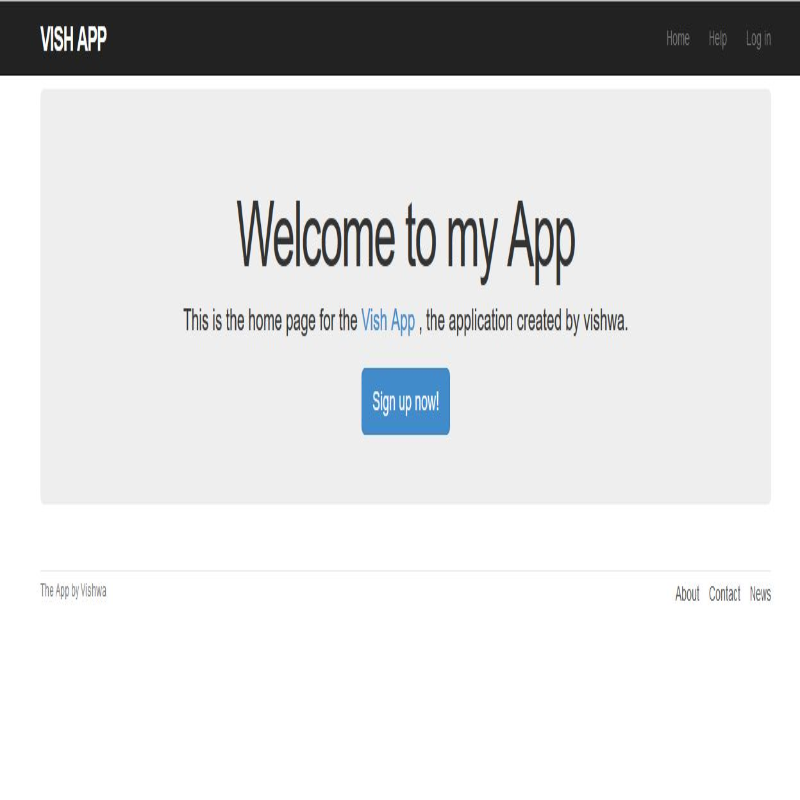 VISH APP
Home Help Log in
Welcome to my App
This is the home page for the Vish App , the application created by vishwa.
Sign up now!
The App by Vishwa
About Contact News